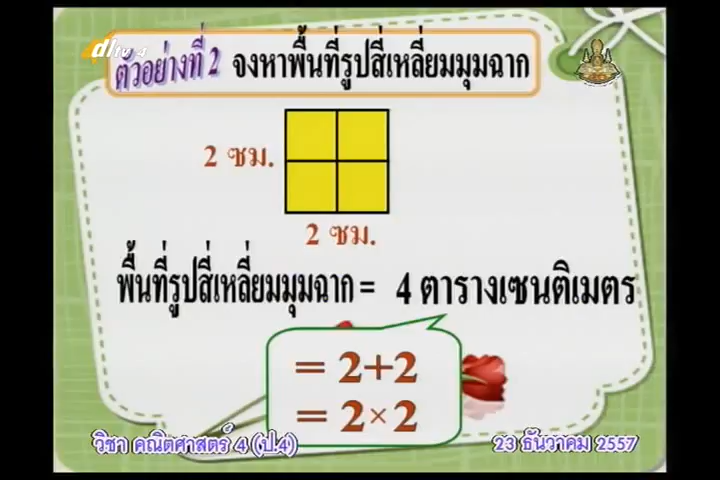 dltv 4
ตัวอย่างที่ 2 จงหาพื้นที่รูปสี่เหลี่ยมมุมฉาก
2 ซม.
2 ซม.
พื้นที่รูปสี่เหลี่ยมมุมฉาก = 4 ตารางเซนติเมตร
= 2+2
= 2×2
วิชา คณิตศาสตร์ 4 (ป.4)
23 ธันวาคม 2557